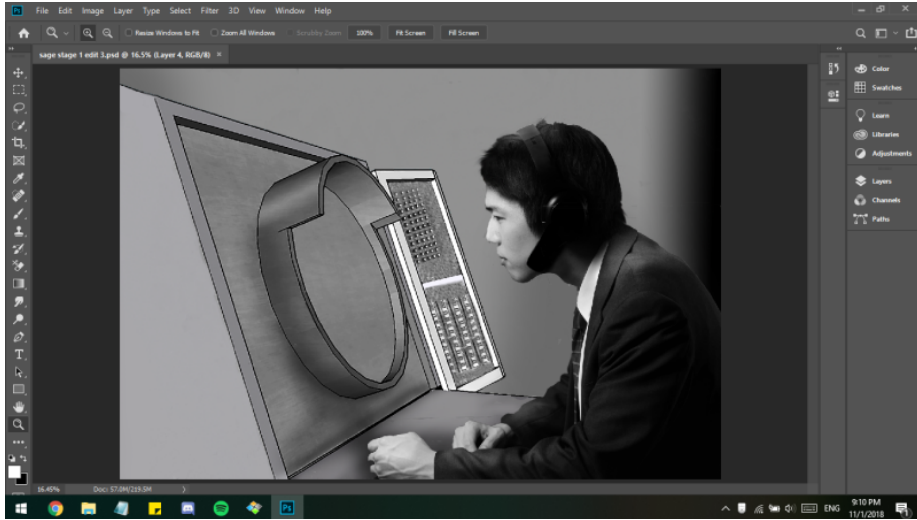 Ps File Edit Image Layer Type Select Filter 3D View Window Help
Resize Windows to Fit Zoom All Windows Scrubby Zoom 100% Fit Screen Fill Screen
sage stage 1 edit 3.psd @ 16.5% (Layer 4, RGB/8) ×
Color
Swatches
Learn
Libraries
Adjustments
Layers
Channels
Paths
T
16.45% Doc: 57.0M/219.5M
Ps ENG 9:10 PM
11/1/2018